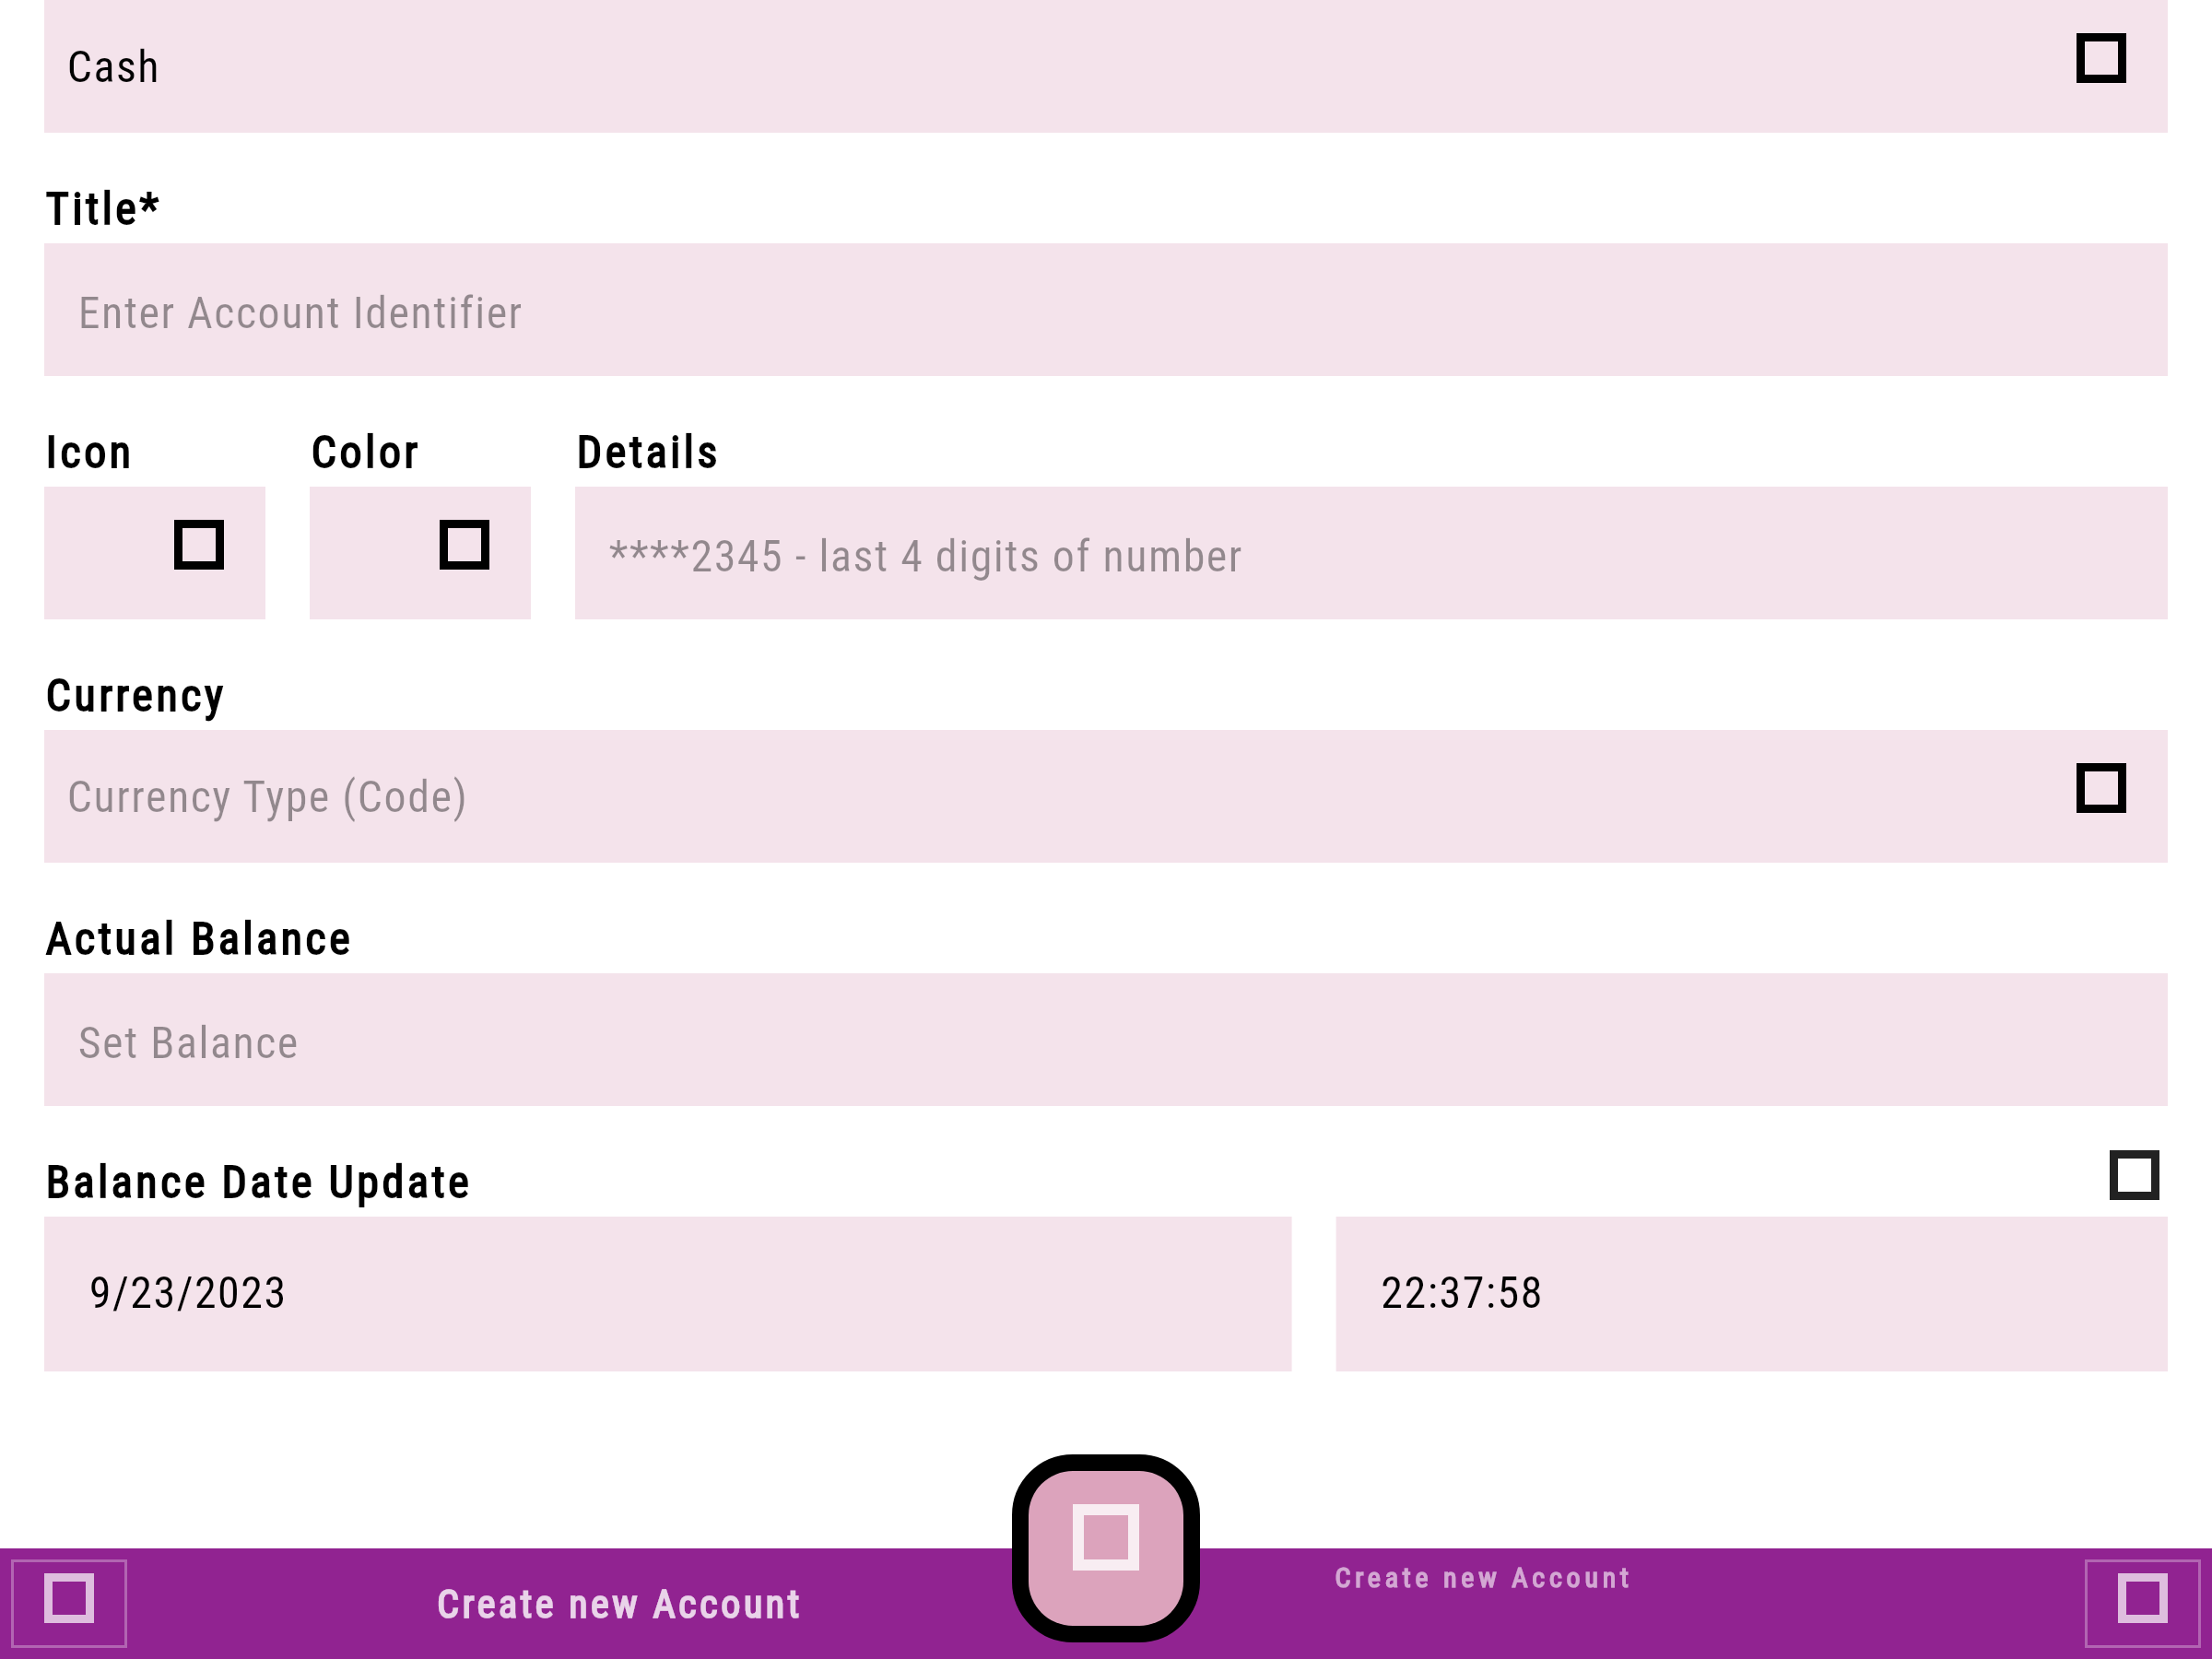 Cash
Title*
Enter Account Identifier
Icon Color Details
****2345 - last 4 digits of number
Currency
Currency Type (Code)
Actual Balance
Set Balance
Balance Date Update
9/23/2023 22:37:58
Create new Account
Create new Account